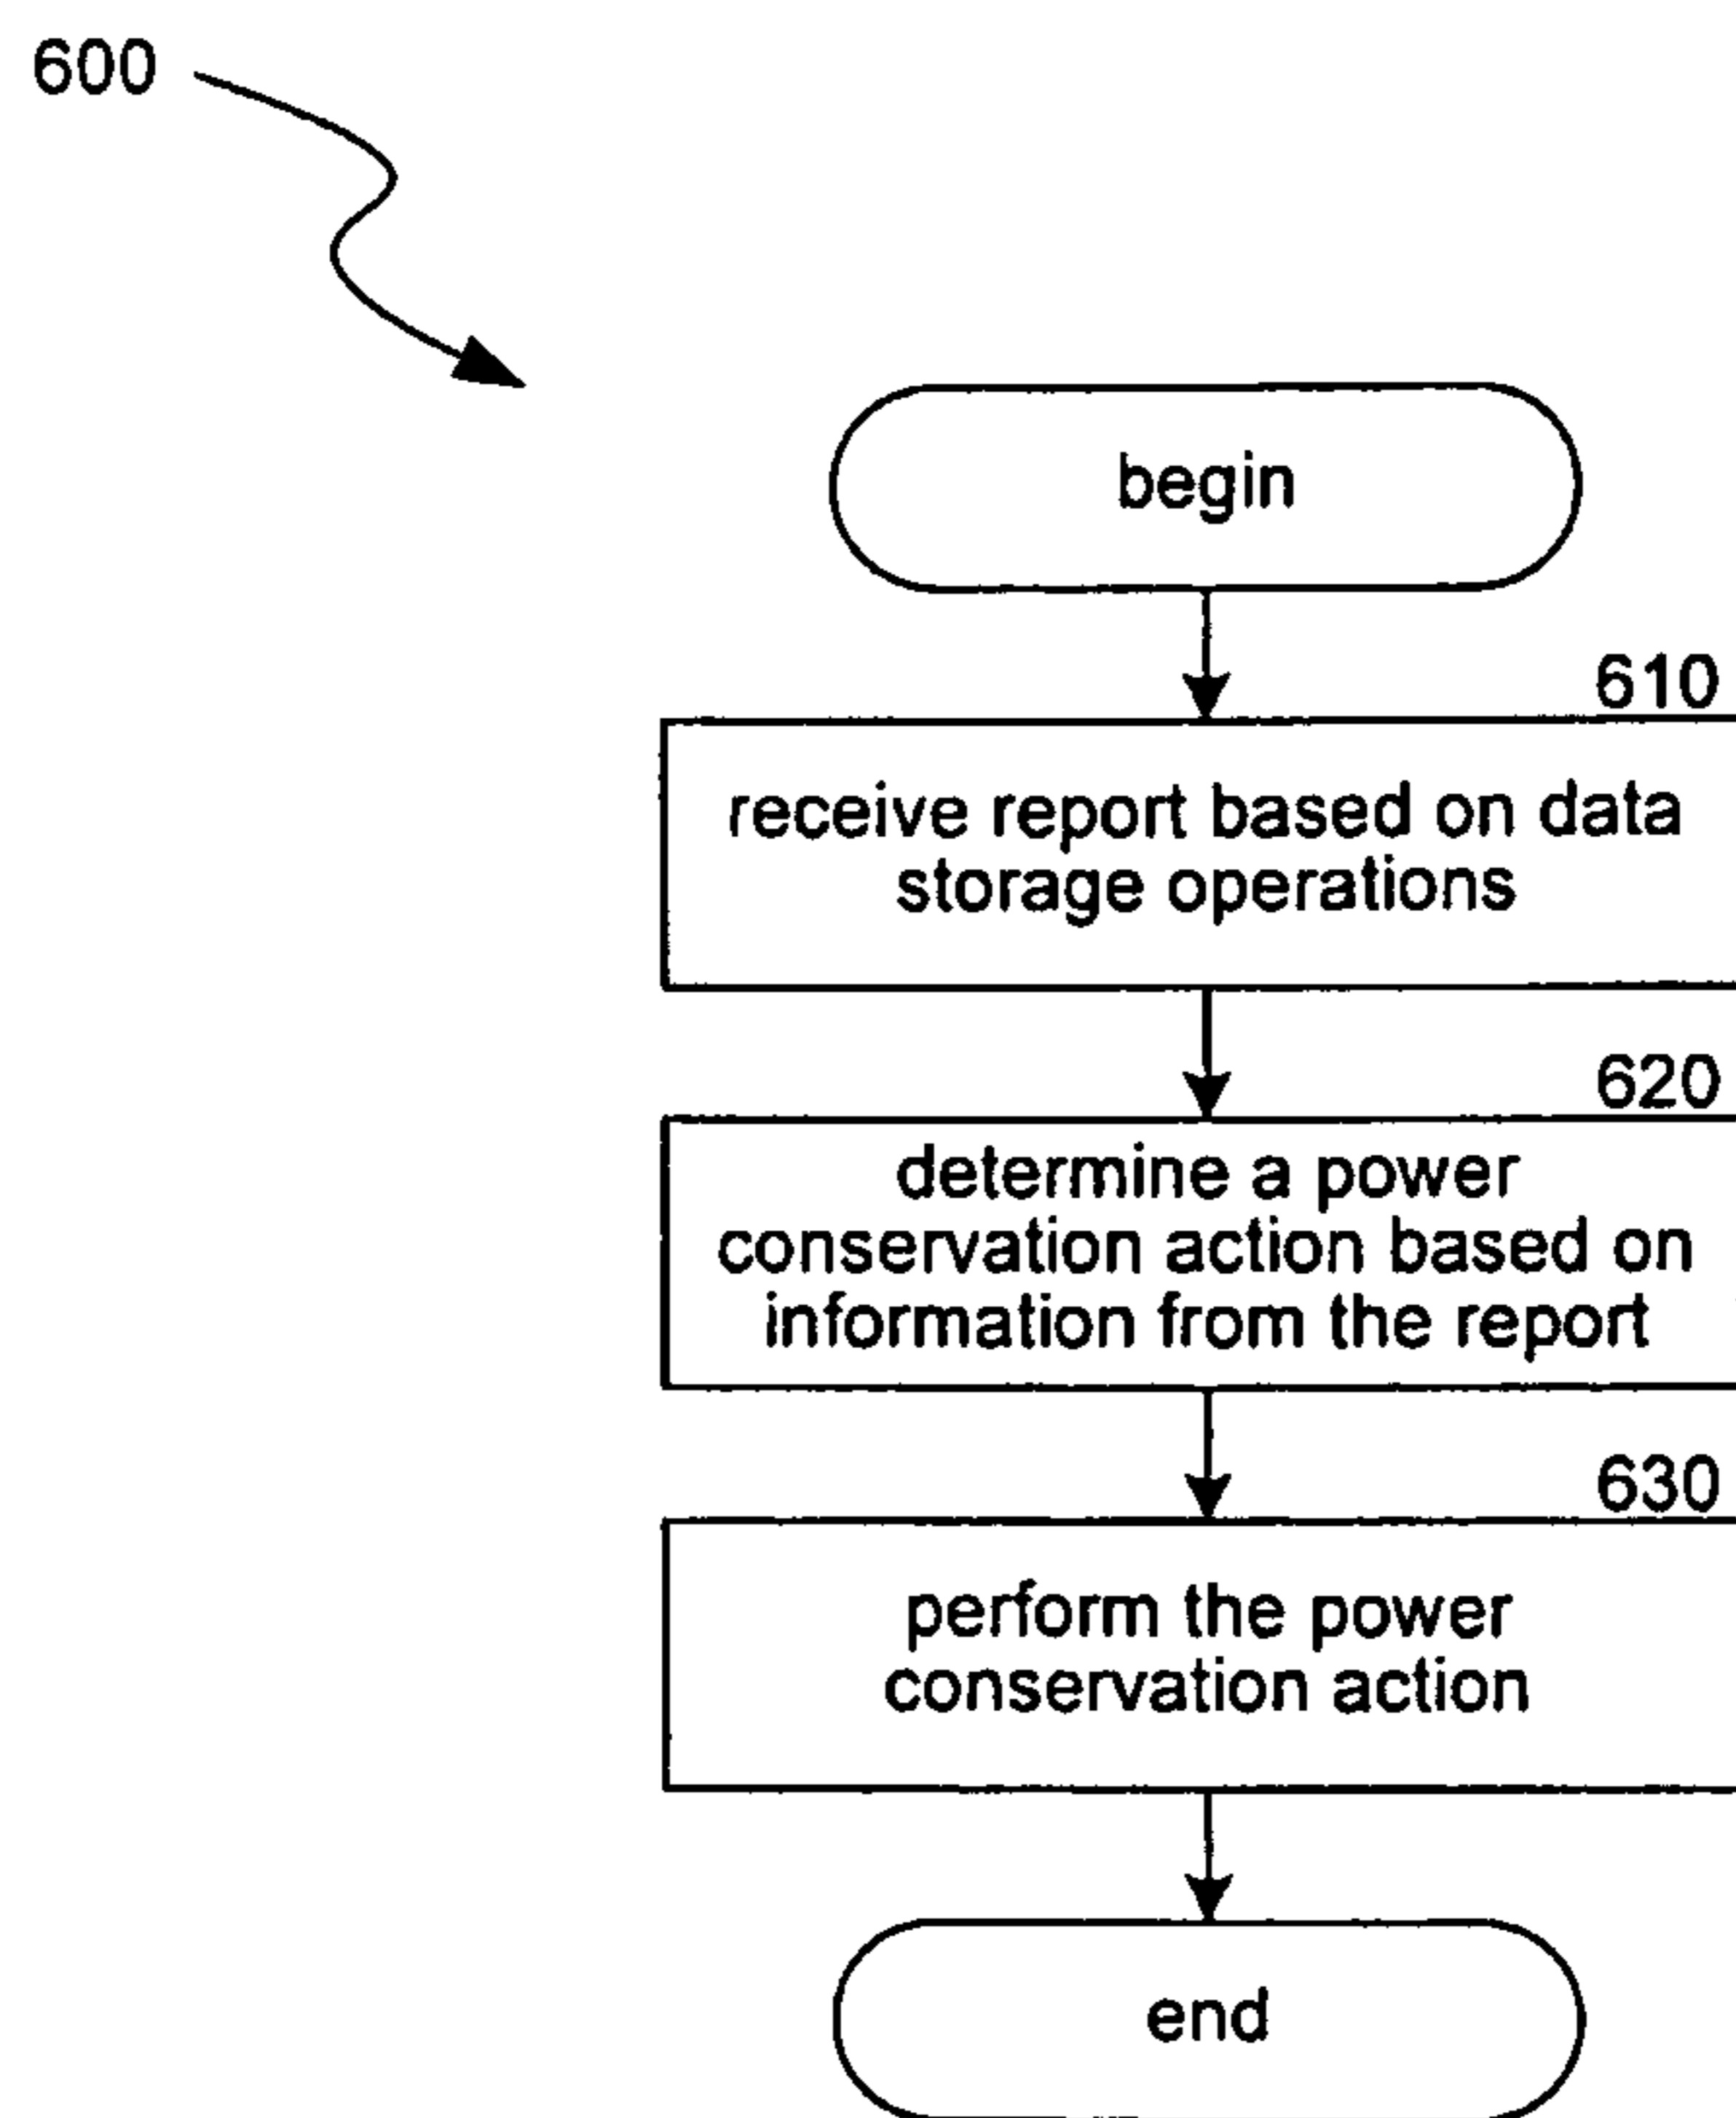 600
begin
610
receive report based on data
storage operations
620
determine a power
conservation action based on
information from the report
630
perform the power
conservation action
end